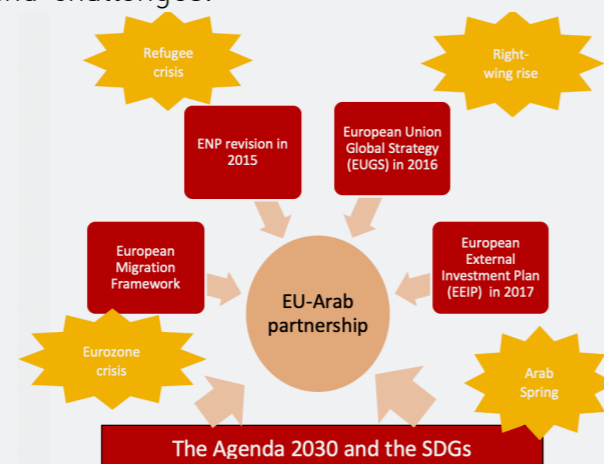 and challenges.
Refugee
crisis
Right-
wing rise
ENP revision in
2015
European Union
Global Strategy
(EUGS) in 2016
European
Migration
Framework
EU-Arab
partnership
European
External
Investment Plan
(EEIP) in 2017
Eurozone
crisis
Arab
Spring
The Agenda 2030 and the SDGs